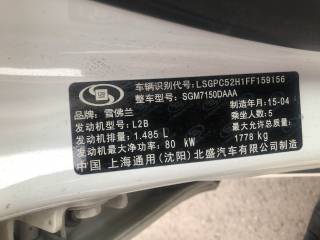 车辆识别代号: LSGPC52H1FF159156
整车型号: SGM7150DAAA
品牌: 雪佛兰 制造年月:15-04
发动机型号: L2B 乘坐人数: 5
发动机排量: 1.485 L 最大允许总质量:
发动机最大净功率: 80 kW 1778 kg
中国 上海通用(沈阳)北盛汽车有限公司制造